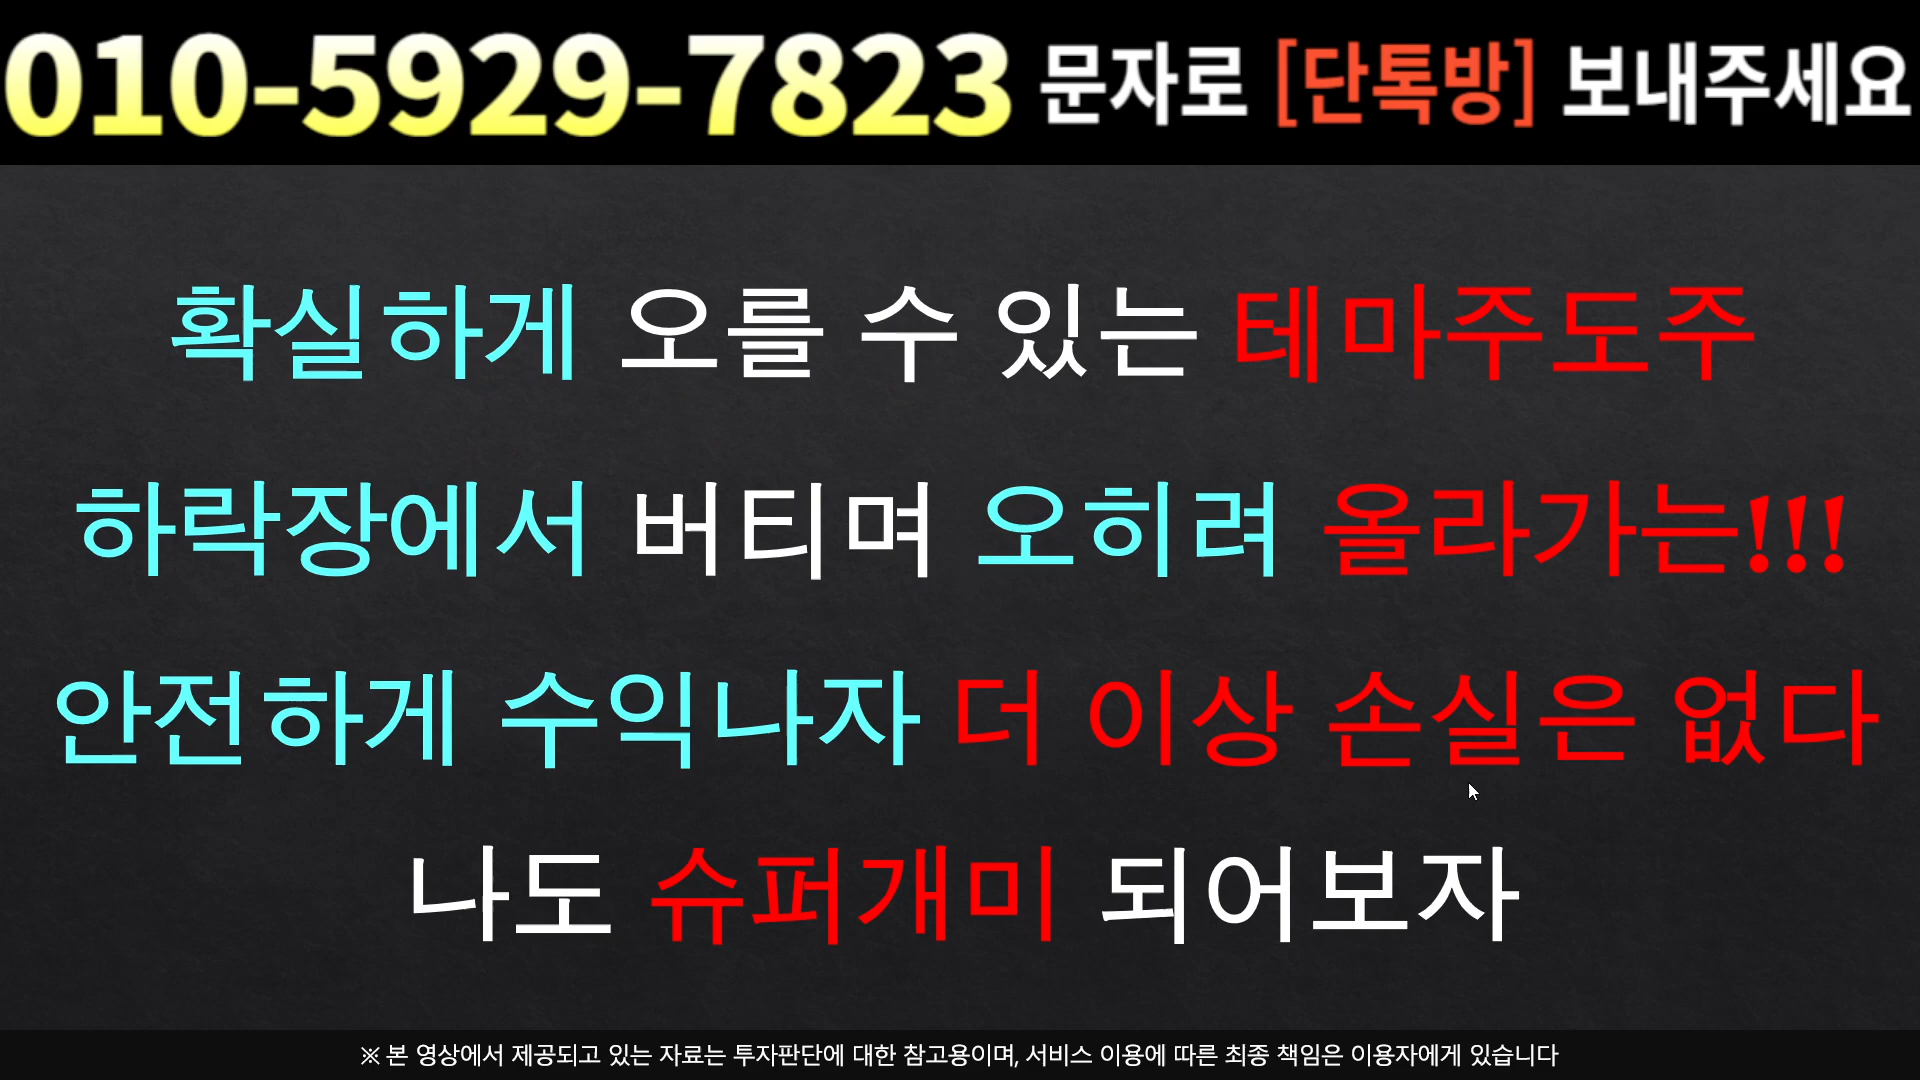 010-5929-7823 문자로 [단톡방] 보내주세요
확실하게 오를 수 있는 테마주도주
하락장에서 버티며 오히려 올라가는!!!
안전하게 수익나자 더 이상 손실은 없다
나도 슈퍼개미 되어보자
※ 본 영상에서 제공되고 있는 자료는 투자판단에 대한 참고용이며, 서비스 이용에 따른 최종 책임은 이용자에게 있습니다